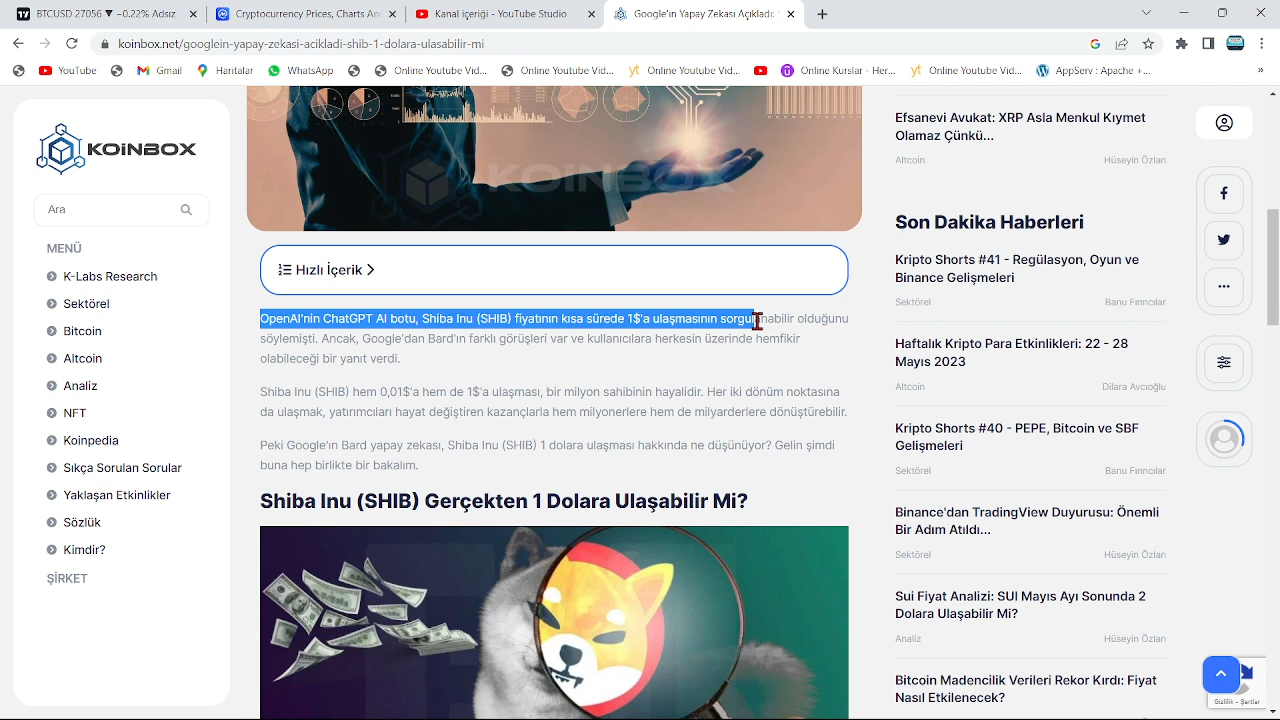 BTCUSD 27056 ▼ −0.22% Adsız
Cryptocurrency Prices, Charts An
Kanal içeriği - YouTube Studio
Google'ın Yapay Zekası Açıkladı: S
koinbox.net/googlein-yapay-zekasi-acikladi-shib-1-dolara-ulasabilir-mi
YouTube
Gmail
Haritalar
WhatsApp
Online Youtube Vid...
Online Youtube Vid...
Online Youtube Vid...
Online Kurslar - Her...
Online Youtube Vid...
AppServ : Apache + ...
»
KOINBOX
Ara
MENÜ
K-Labs Research
Sektörel
Bitcoin
Altcoin
Analiz
NFT
Koinpedia
Sıkça Sorulan Sorular
Yaklaşan Etkinlikler
Sözlük
Kimdir?
ŞİRKET
KOINBOX
Hızlı İçerik
OpenAI'nin ChatGPT AI botu, Shiba Inu (SHIB) fiyatının kısa sürede 1$'a ulaşmasının sorgulanabilir olduğunu
söylemişti. Ancak, Google'dan Bard'ın farklı görüşleri var ve kullanıcılara herkesin üzerinde hemfikir
olabileceği bir yanıt verdi.
Shiba Inu (SHIB) hem 0,01$'a hem de 1$'a ulaşması, bir milyon sahibinin hayalidir. Her iki dönüm noktasına
da ulaşmak, yatırımcıları hayat değiştiren kazançlarla hem milyonerlere hem de milyarderlere dönüştürebilir.
Peki Google'ın Bard yapay zekası, Shiba Inu (SHIB) 1 dolara ulaşması hakkında ne düşünüyor? Gelin şimdi
buna hep birlikte bir bakalım.
Shiba Inu (SHIB) Gerçekten 1 Dolara Ulaşabilir Mi?
Efsanevi Avukat: XRP Asla Menkul Kıymet
Olamaz Çünkü...
Altcoin
Hüseyin Özlan
Son Dakika Haberleri
Kripto Shorts #41 - Regülasyon, Oyun ve
Binance Gelişmeleri
Sektörel
Banu Fırıncılar
Haftalık Kripto Para Etkinlikleri: 22 - 28
Mayıs 2023
Altcoin
Dilara Avcıoğlu
Kripto Shorts #40 - PEPE, Bitcoin ve SBF
Gelişmeleri
Sektörel
Banu Fırıncılar
Binance'dan TradingView Duyurusu: Önemli
Bir Adım Atıldı...
Sektörel
Hüseyin Özlan
Sui Fiyat Analizi: SUI Mayıs Ayı Sonunda 2
Dolara Ulaşabilir Mi?
Analiz
Hüseyin Özlan
Bitcoin Madencilik Verileri Rekor Kırdı: Fiyat
Nasıl Etkilenecek?
Gizlilik - Şartlar